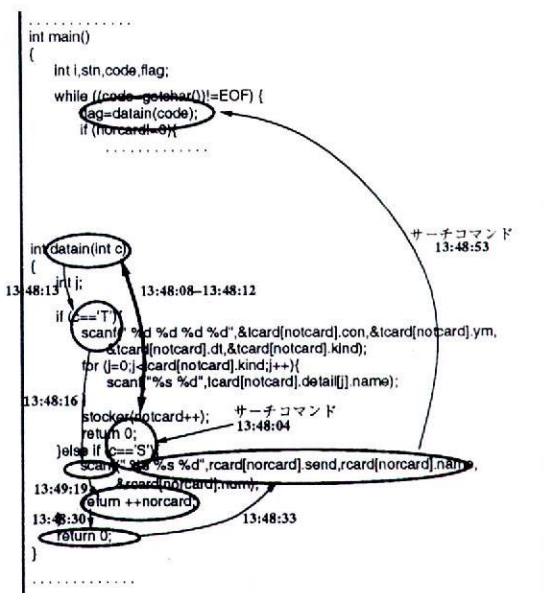 . . . . . . . . . . . . .
int main()
{
int i,stn,code,flag;
while ((code=getchar())!=EOF) {
flag=datain(code);
if (norcard!=0){
. . . . . . . . . . . . .
サーチコマンド
13:48:53
int datain(int c)
{
int j;
13:48:13
13:48:08–13:48:12
if (c=='T'){
scanf(" %d %d %d %d",&tcard[notcard].con,&tcard[notcard].ym,
&tcard[notcard].dt,&tcard[notcard].kind);
for (j=0;j<tcard[notcard].kind;j++){
scanf("%s %d",tcard[notcard].detail[j].name);
13:48:16
}
stocker(notcard++);
サーチコマンド
13:48:04
return 0;
}else if (c=='S'){
scanf(" %s %d",rcard[norcard].send,rcard[norcard].name,
13:49:19
&rcard[norcard].num);
return ++norcard;
13:48:30
13:48:33
return 0;
}
. . . . . . . . . . . . .